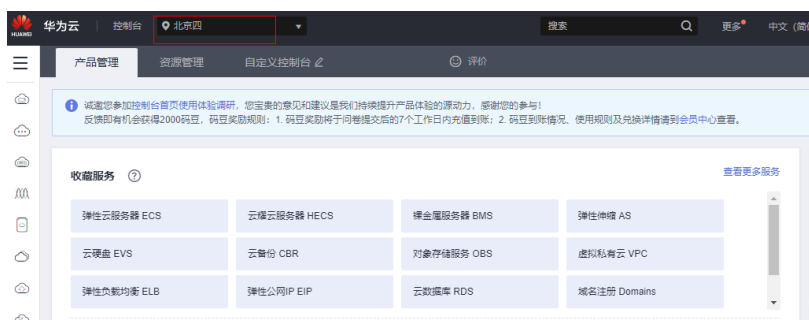 HUAWEI 华为云 控制台 北京四 搜索 更多 中文 (简
产品管理 资源管理 自定义控制台 评价
诚邀您参加控制台首页使用体验调研，您宝贵的意见和建议是我们持续提升产品体验的源动力，感谢您的参与！
反馈即有机会获得2000码豆，码豆奖励规则：1. 码豆奖励将于问卷提交后的7个工作日内充值到账；2. 码豆到账情况、使用规则及兑换详情请到会员中心查看。
收藏服务 查看更多服务
弹性云服务器 ECS 云耀云服务器 HECS 裸金属服务器 BMS 弹性伸缩 AS
云硬盘 EVS 云备份 CBR 对象存储服务 OBS 虚拟私有云 VPC
弹性负载均衡 ELB 弹性公网IP EIP 云数据库 RDS 域名注册 Domains